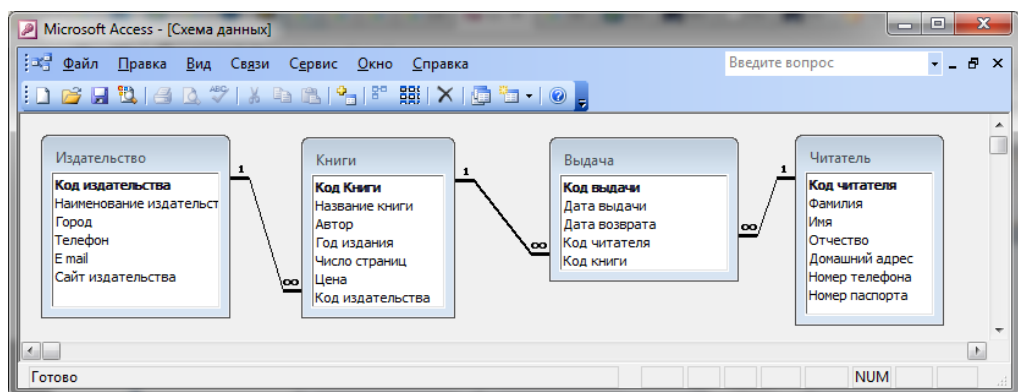 Microsoft Access - [Схема данных]
Файл Правка Вид Связи Сервис Окно Справка Введите вопрос
Издательство
Код издательства
Наименование издательст
Город
Телефон
E mail
Сайт издательства
1
∞
Книги
Код Книги
Название книги
Автор
Год издания
Число страниц
Цена
Код издательства
1
∞
Выдача
Код выдачи
Дата выдачи
Дата возврата
Код читателя
Код книги
1
∞
Читатель
Код читателя
Фамилия
Имя
Отчество
Домашний адрес
Номер телефона
Номер паспорта
Готово NUM